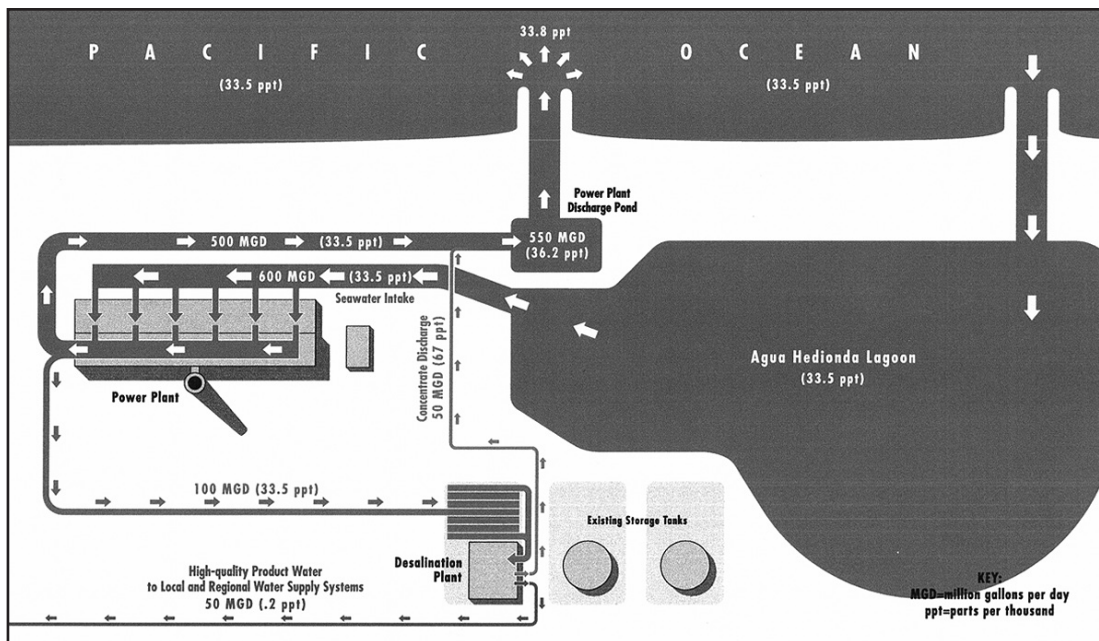 33.8 ppt
PACIFIC OCEAN
(33.5 ppt)
(33.5 ppt)
Power Plant
Discharge Pond
500 MGD (33.5 ppt)
550 MGD
(36.2 ppt)
600 MGD (33.5 ppt)
Seawater Intake
Concentrate Discharge
50 MGD (67 ppt)
Agua Hedionda Lagoon
(33.5 ppt)
Power Plant
100 MGD (33.5 ppt)
Existing Storage Tanks
Desalination
Plant
High-quality Product Water
to Local and Regional Water Supply Systems
50 MGD (.2 ppt)
KEY:
MGD=million gallons per day
ppt=parts per thousand